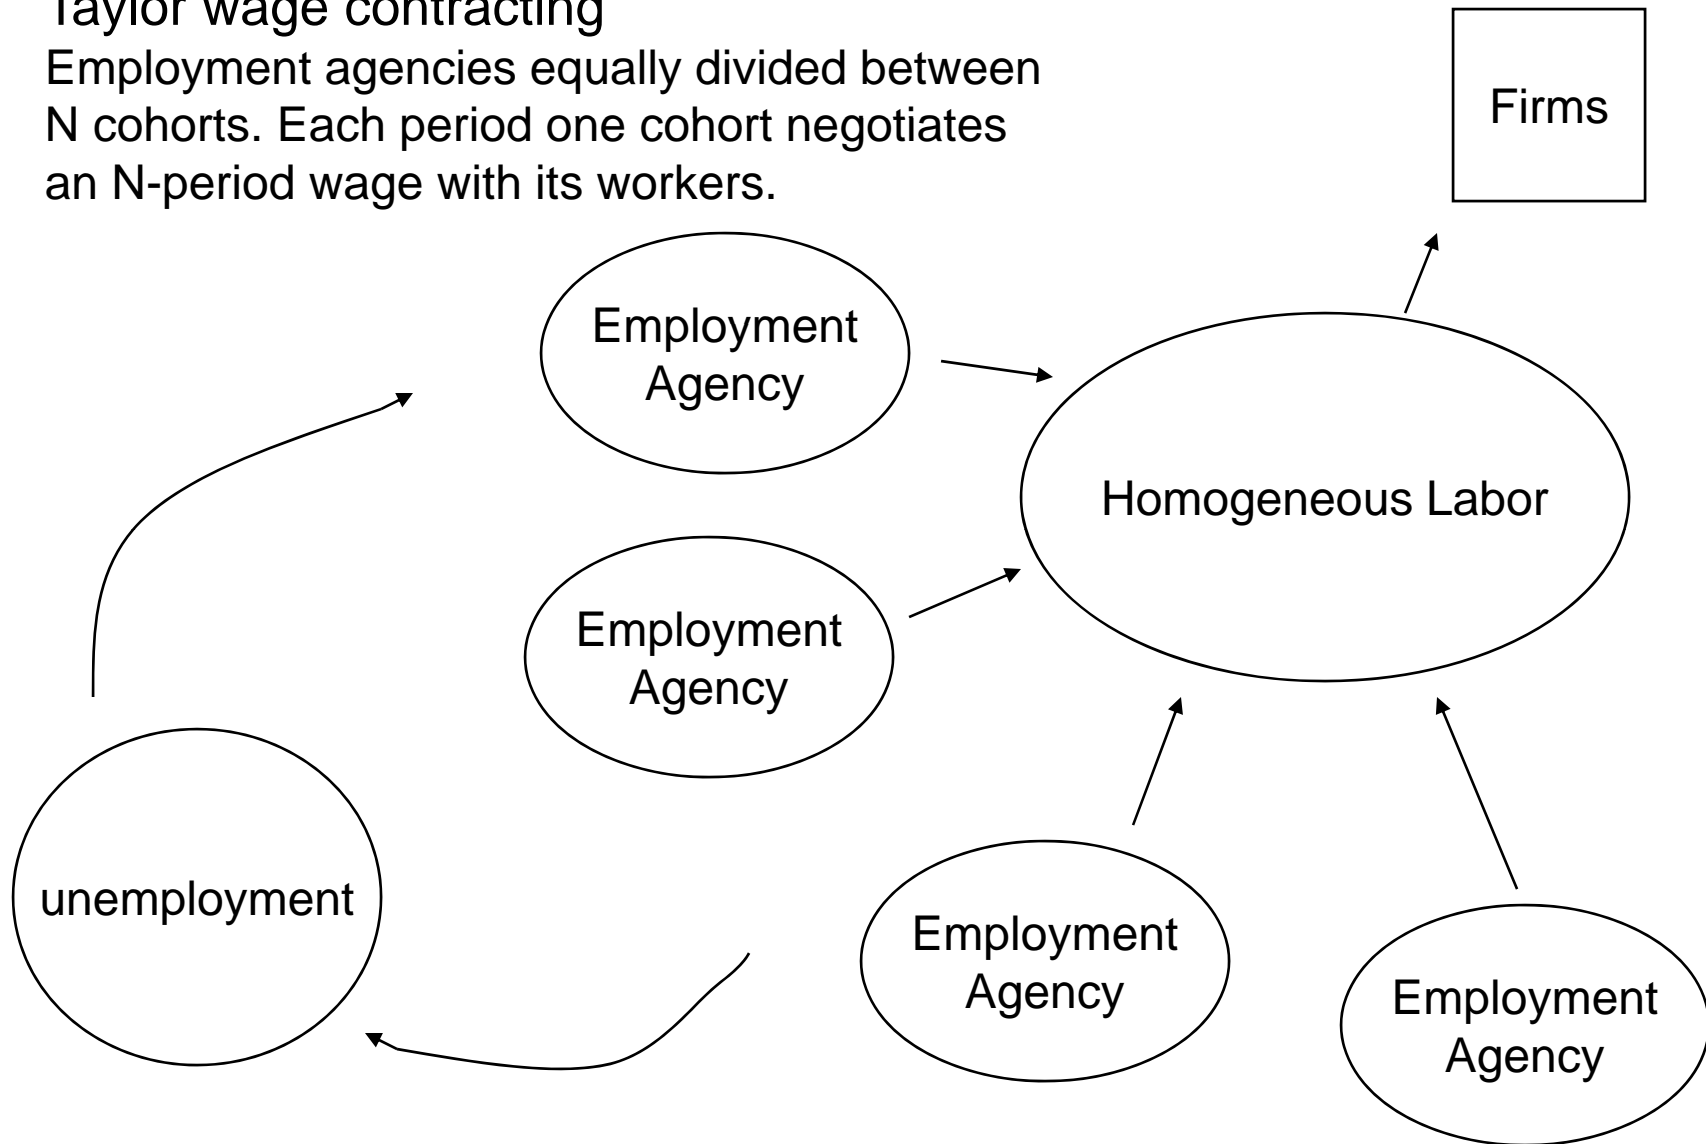 Taylor wage contracting
Employment agencies equally divided between
N cohorts. Each period one cohort negotiates
an N-period wage with its workers.
Firms
Employment
Agency
Homogeneous Labor
Employment
Agency
unemployment
Employment
Agency
Employment
Agency